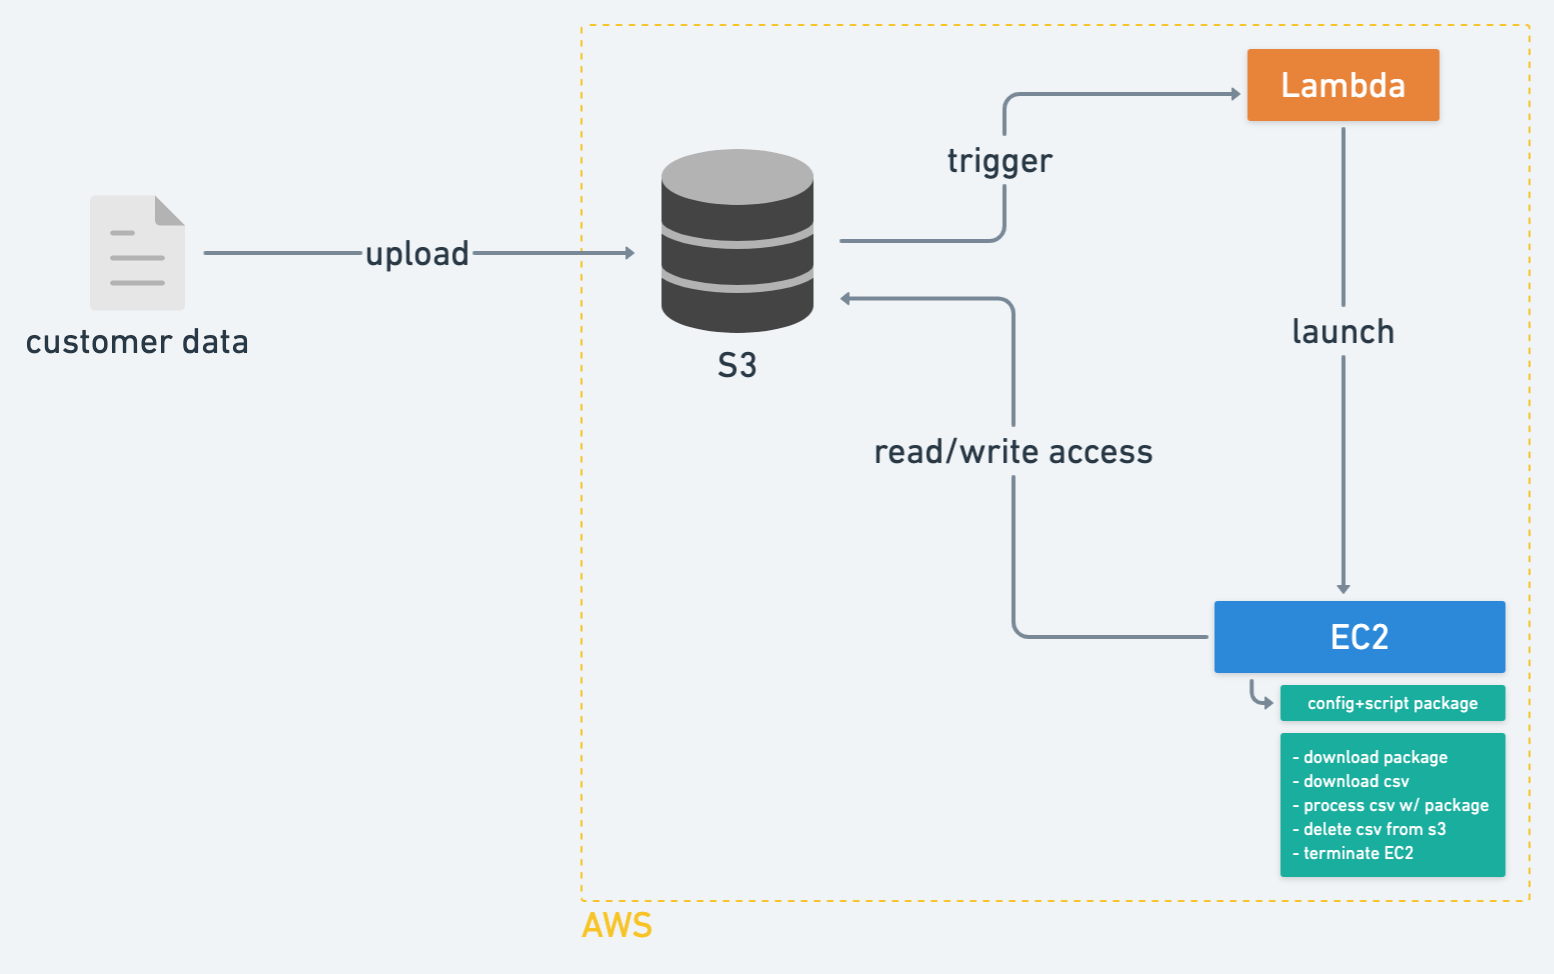 Lambda
trigger
upload
customer data
S3
launch
read/write access
EC2
config+script package
- download package
- download csv
- process csv w/ package
- delete csv from s3
- terminate EC2
AWS